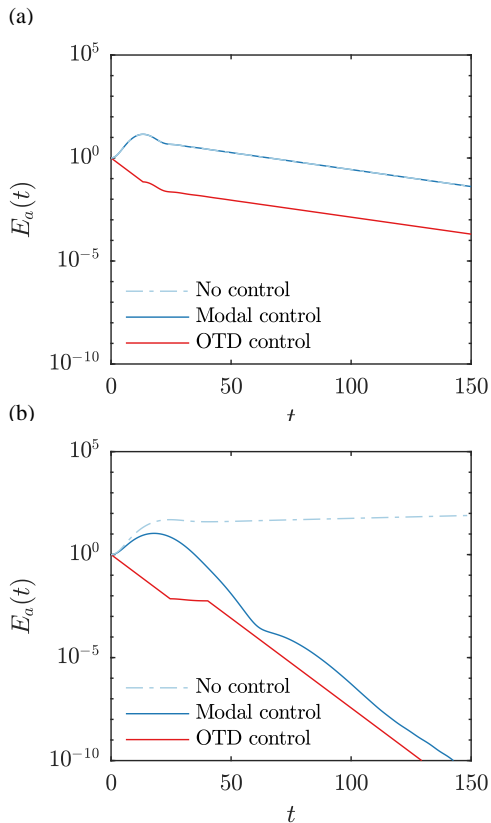 (a)
10^5
10^0
10^-5
10^-10
E_a(t)
No control
Modal control
OTD control
0 50 100 150
t
(b)
10^5
10^0
10^-5
10^-10
E_a(t)
No control
Modal control
OTD control
0 50 100 150
t